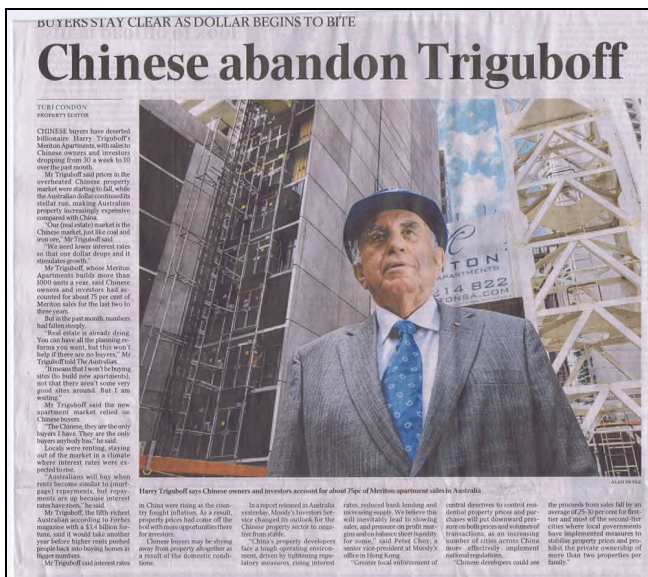 BUYERS STAY CLEAR AS DOLLAR BEGINS TO BITE
Chinese abandon Triguboff
TURI CONDON
PROPERTY EDITOR
CHINESE buyers have deserted
billionaire Harry Triguboff's
Meriton Apartments, with sales to
Chinese owners and investors
dropping from 30 a week to 10
over the past month.
Mr Triguboff said prices in the
overheated Chinese property
market were starting to fall, while
the Australian dollar continued its
stellar run, making Australian
property increasingly expensive
compared with China.
"Our (real estate) market is the
Chinese market, just like coal and
iron ore," Mr Triguboff said.
"We need lower interest rates
so that our dollar drops and it
stimulates growth."
Mr Triguboff, whose Meriton
Apartments builds more than
1000 units a year, said Chinese
owners and investors had ac-
counted for about 75 per cent of
Meriton sales for the last two to
three years.
But in the past month, numbers
had fallen steeply.
"Real estate is already dying.
You can have all the planning re-
forms you want, but this won't
help if there are no buyers," Mr
Triguboff told The Australian.
"It means that I won't be buying
sites (to build new apartments),
not that there aren't some very
good sites around. But I am
waiting."
Mr Triguboff said the new
apartment market relied on
Chinese buyers.
"The Chinese, they are the only
buyers I have. They are the only
buyers anybody has," he said.
Locals were renting, staying
out of the market in a climate
where interest rates were ex-
pected to rise.
"Australians will buy when
rents become similar to (mort-
gage) repayments, but repay-
ments are up because interest
rates have risen," he said.
Mr Triguboff, the fifth-richest
Australian according to Forbes
magazine with a $3.4 billion for-
tune, said it would take another
year before higher rents pushed
people back into buying homes in
bigger numbers.
Mr Triguboff said interest rates
TON
APARTMENTS
214 822
TONSA.COM
ALAN PRYKE
Harry Triguboff says Chinese owners and investors account for about 75pc of Meriton apartment sales in Australia
in China were rising as the coun-
try fought inflation. As a result,
property prices had come off the
boil with more opportunities there
for investors.
Chinese buyers may be shying
away from property altogether as
a result of the domestic condi-
tions.
In a report released in Australia
yesterday, Moody's Investors Ser-
vice changed its outlook for the
Chinese property sector to nega-
tive from stable.
"China's property developers
face a tough operating environ-
ment, driven by tightening regu-
latory measures, rising interest
rates, reduced bank lending and
increasing supply. We believe this
will inevitably lead to slowing
sales, and pressure on profit mar-
gins and on balance sheet liquidity
for some," said Peter Choy, a
senior vice-president at Moody's
office in Hong Kong.
"Greater local enforcement of
central directives to control resi-
dential property prices and pur-
chases will put downward pres-
sure on both prices and volumes of
transactions, as an increasing
number of cities across China
more effectively implement
national regulations.
"Chinese developers could see
the proceeds from sales fall by an
average of 25-30 per cent for first-
tier and most of the second-tier
cities where local governments
have implemented measures to
stabilise property prices and pro-
hibit the private ownership of
more than two properties per
family."